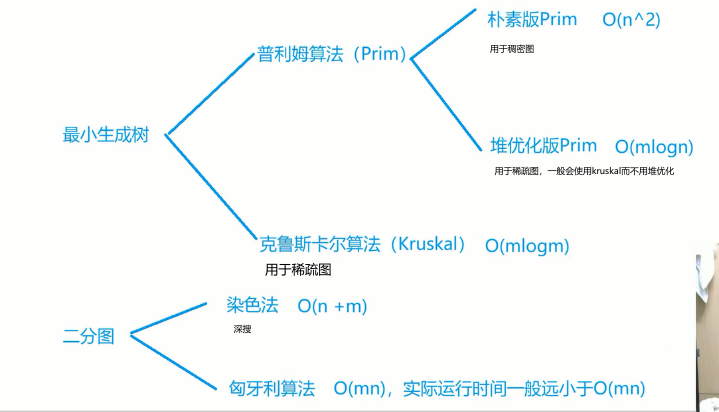 朴素版Prim O(n^2)
用于稠密图
普利姆算法（Prim）
最小生成树
堆优化版Prim O(mlogn)
用于稀疏图，一般会使用kruskal而不用堆优化
克鲁斯卡尔算法（Kruskal） O(mlogm)
用于稀疏图
染色法 O(n +m)
深搜
二分图
匈牙利算法 O(mn)，实际运行时间一般远小于O(mn)